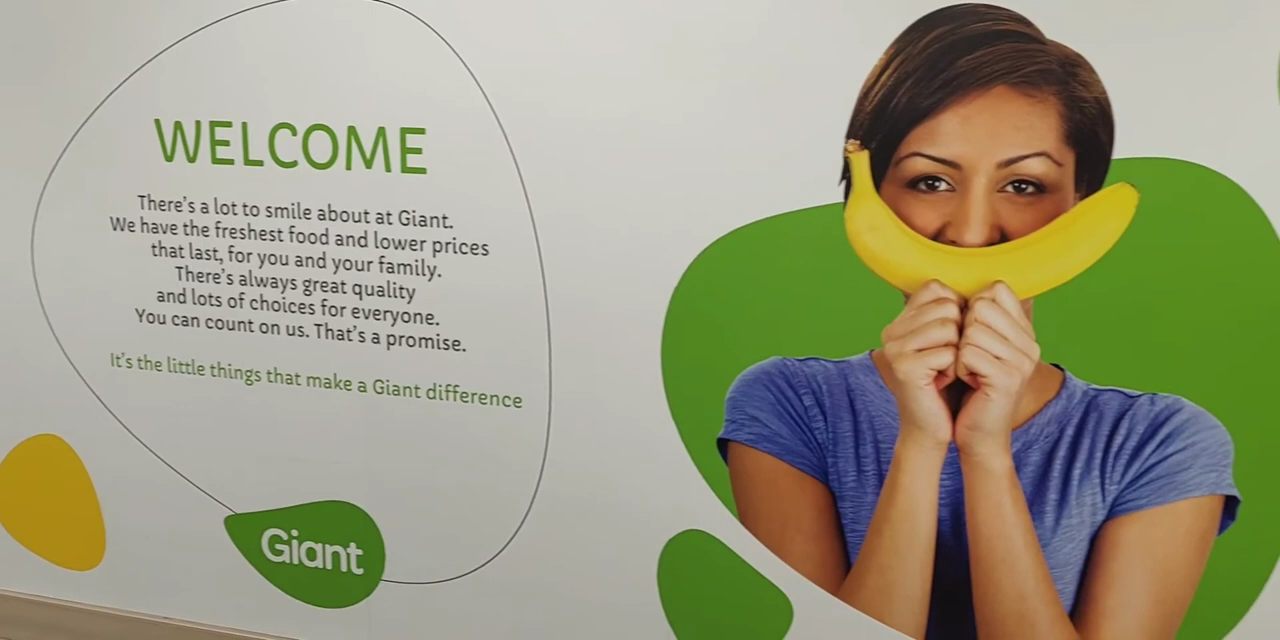 WELCOME
There's a lot to smile about at Giant.
We have the freshest food and lower prices
that last, for you and your family.
There's always great quality
and lots of choices for everyone.
You can count on us. That's a promise.
It's the little things that make a Giant difference
Giant